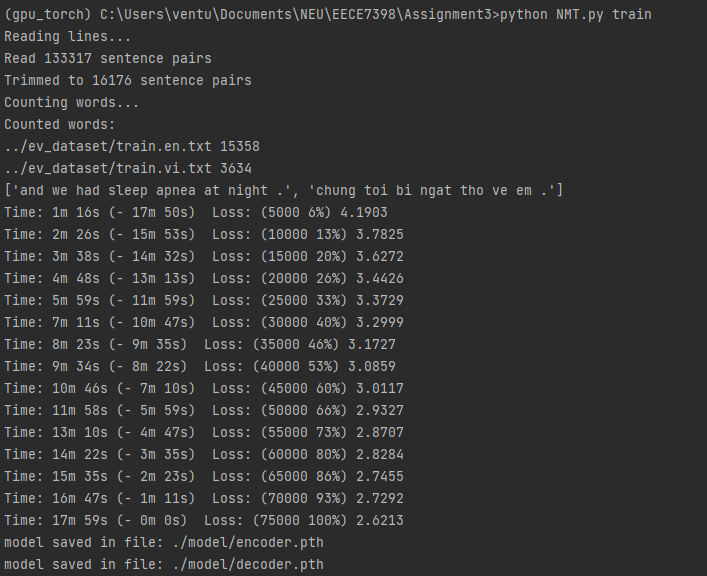 (gpu_torch) C:\Users\ventu\Documents\NEU\EECE7398\Assignment3>python NMT.py train
Reading lines...
Read 133317 sentence pairs
Trimmed to 16176 sentence pairs
Counting words...
Counted words:
../ev_dataset/train.en.txt 15358
../ev_dataset/train.vi.txt 3634
['and we had sleep apnea at night .', 'chung toi bi ngat tho ve em .']
Time: 1m 16s (- 17m 50s)  Loss: (5000 6%) 4.1903
Time: 2m 26s (- 15m 53s)  Loss: (10000 13%) 3.7825
Time: 3m 38s (- 14m 32s)  Loss: (15000 20%) 3.6272
Time: 4m 48s (- 13m 13s)  Loss: (20000 26%) 3.4426
Time: 5m 59s (- 11m 59s)  Loss: (25000 33%) 3.3729
Time: 7m 11s (- 10m 47s)  Loss: (30000 40%) 3.2999
Time: 8m 23s (- 9m 35s)  Loss: (35000 46%) 3.1727
Time: 9m 34s (- 8m 22s)  Loss: (40000 53%) 3.0859
Time: 10m 46s (- 7m 10s)  Loss: (45000 60%) 3.0117
Time: 11m 58s (- 5m 59s)  Loss: (50000 66%) 2.9327
Time: 13m 10s (- 4m 47s)  Loss: (55000 73%) 2.8707
Time: 14m 22s (- 3m 35s)  Loss: (60000 80%) 2.8284
Time: 15m 35s (- 2m 23s)  Loss: (65000 86%) 2.7455
Time: 16m 47s (- 1m 11s)  Loss: (70000 93%) 2.7292
Time: 17m 59s (- 0m 0s)  Loss: (75000 100%) 2.6213
model saved in file: ./model/encoder.pth
model saved in file: ./model/decoder.pth